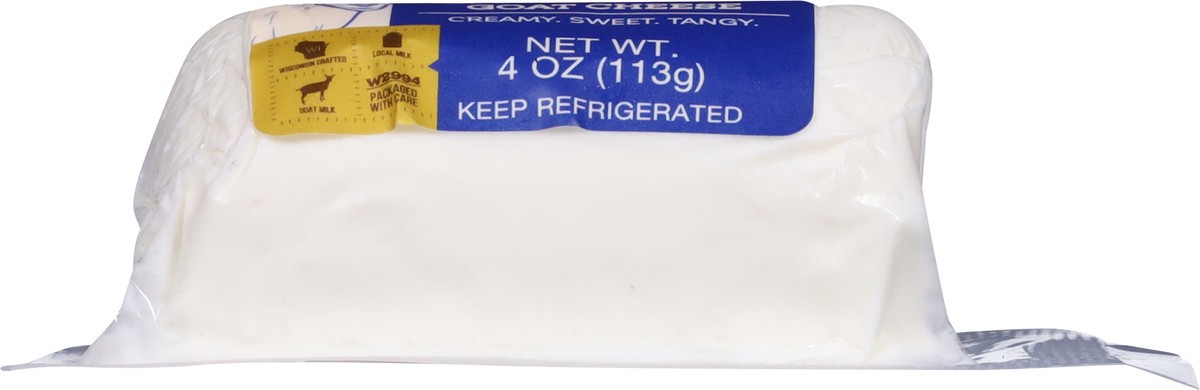 GOAT CHEESE
CREAMY. SWEET. TANGY.
NET WT.
4 OZ (113g)
KEEP REFRIGERATED
WI
WISCONSIN CRAFTED
LOCAL MILK
GOAT MILK
W2994
PACKAGED
WITH CARE